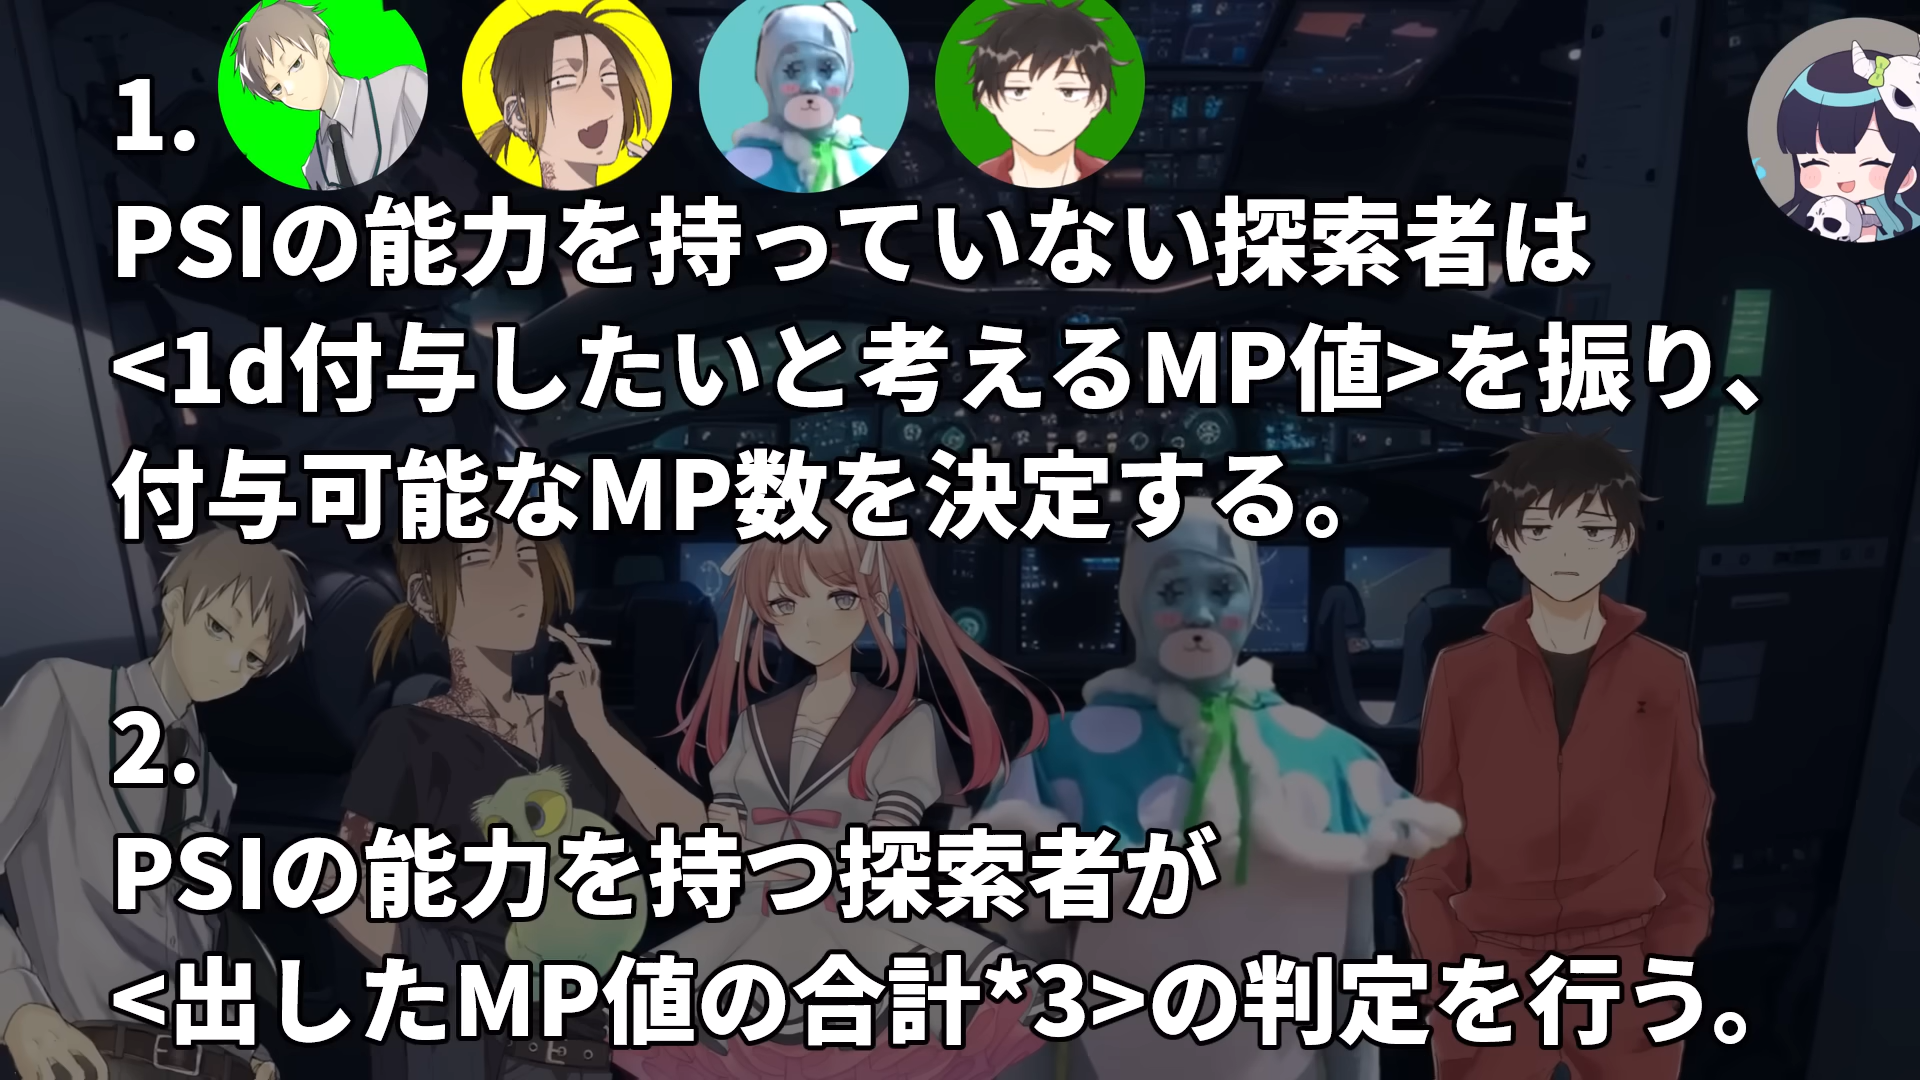 1.
PSIの能力を持っていない探索者は
<1d付与したいと考えるMP値>を振り、
付与可能なMP数を決定する。
2.
PSIの能力を持つ探索者が
<出したMP値の合計*3>の判定を行う。